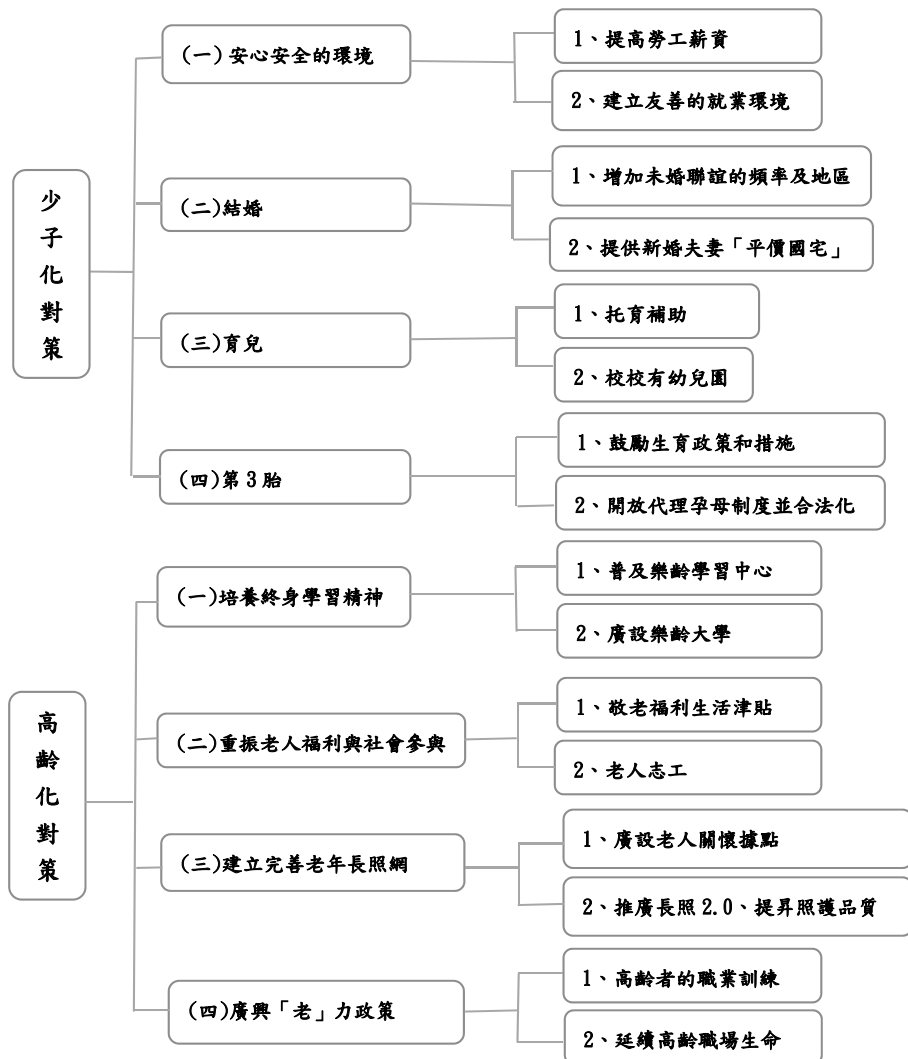 少子化對策
(一)安心安全的環境
1、提高勞工薪資
2、建立友善的就業環境
(二)結婚
1、增加未婚聯誼的頻率及地區
2、提供新婚夫妻「平價國宅」
(三)育兒
1、托育補助
2、校校有幼兒園
(四)第3胎
1、鼓勵生育政策和措施
2、開放代理孕母制度並合法化
高齡化對策
(一)培養終身學習精神
1、普及樂齡學習中心
2、廣設樂齡大學
(二)重振老人福利與社會參與
1、敬老福利生活津貼
2、老人志工
(三)建立完善老年長照網
1、廣設老人關懷據點
2、推廣長照2.0、提昇照護品質
(四)廣興「老」力政策
1、高齡者的職業訓練
2、延續高齡職場生命